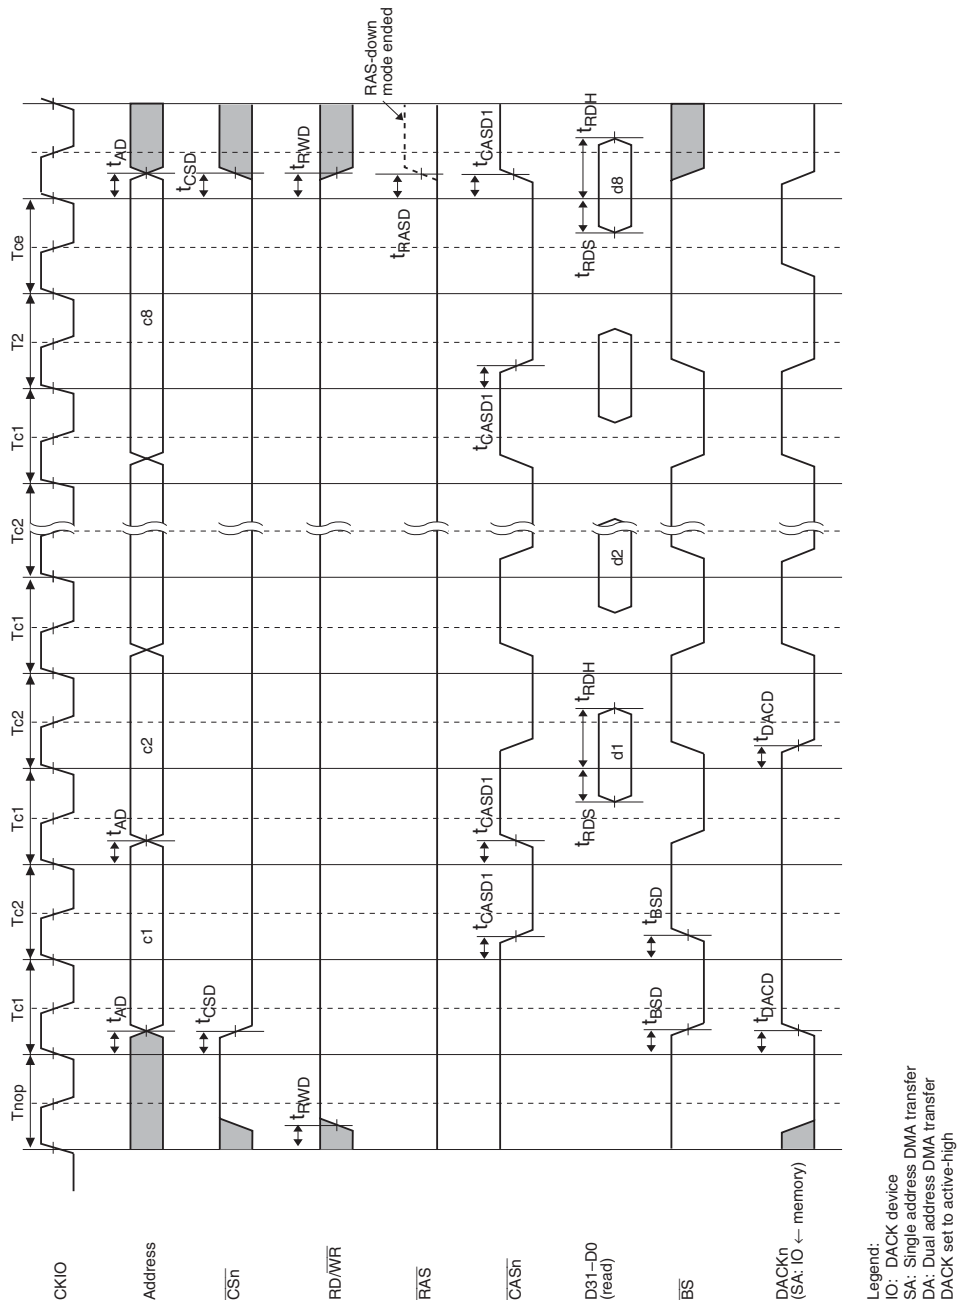 Tnop
Tc1
Tc2
Tc1
Tc2
Tc1
Tc2
Tc1
T2
Tce
CKIO
Address
tAD
c1
tAD
c2
c8
tAD
CSn
tCSD
tCSD
RD/WR
tRWD
tRWD
RAS
tRASD
RAS-down
mode ended
CASn
tCASD1
tCASD1
tCASD1
tCASD1
D31–D0
(read)
tRDS
d1
tRDH
d2
tRDS
d8
tRDH
BS
tBSD
tBSD
DACKn
(SA: IO ← memory)
tDACD
tDACD
Legend:
IO: DACK device
SA: Single address DMA transfer
DA: Dual address DMA transfer
DACK set to active-high